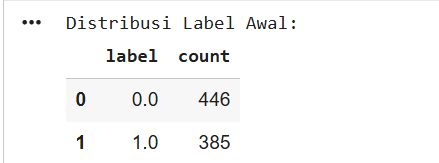 ••• Distribusi Label Awal:
label count
0 0.0 446
1 1.0 385